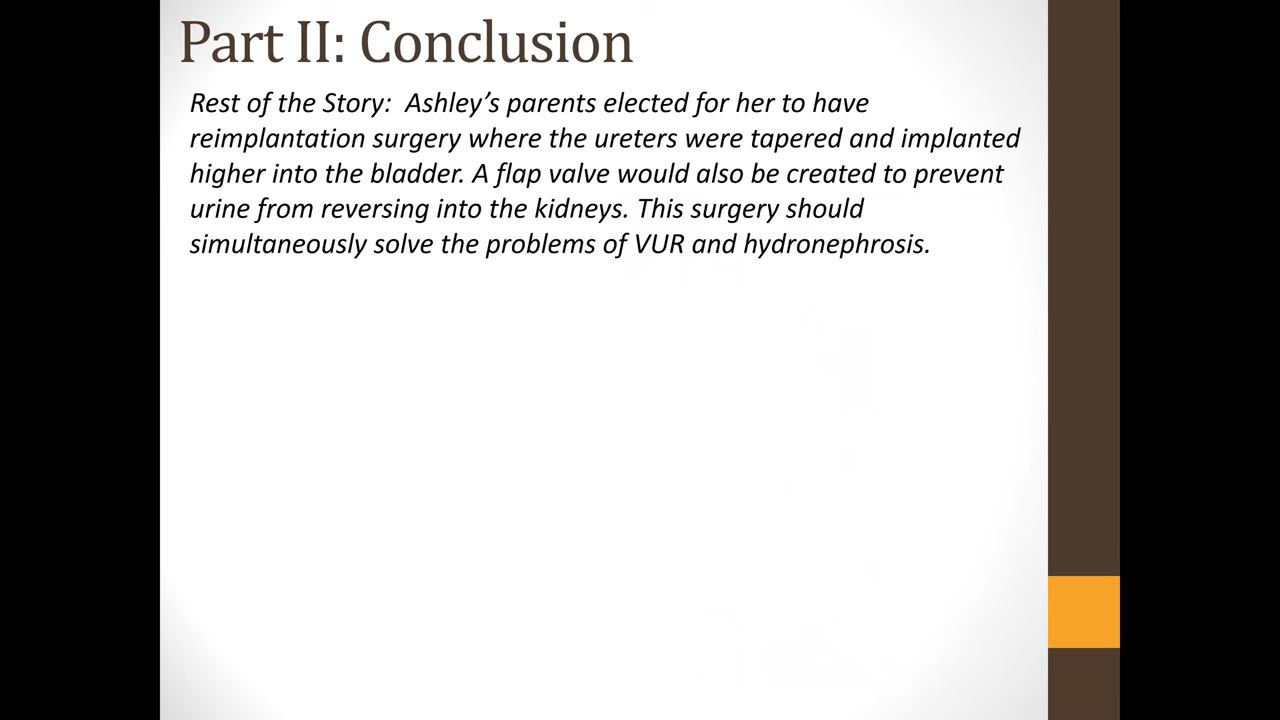 Part II: Conclusion
Rest of the Story:  Ashley’s parents elected for her to have
reimplantation surgery where the ureters were tapered and implanted
higher into the bladder. A flap valve would also be created to prevent
urine from reversing into the kidneys. This surgery should
simultaneously solve the problems of VUR and hydronephrosis.